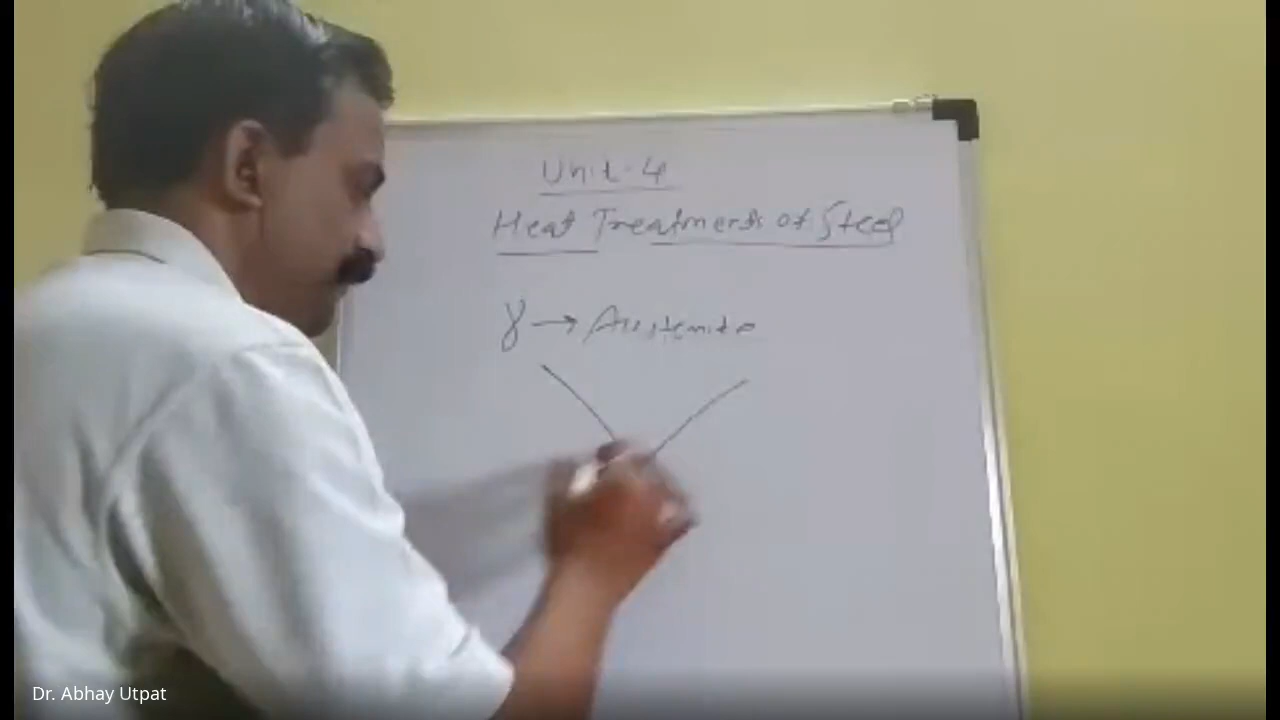 Unit-4
Heat Treatments of Steel
γ → Austenite
Dr. Abhay Utpat